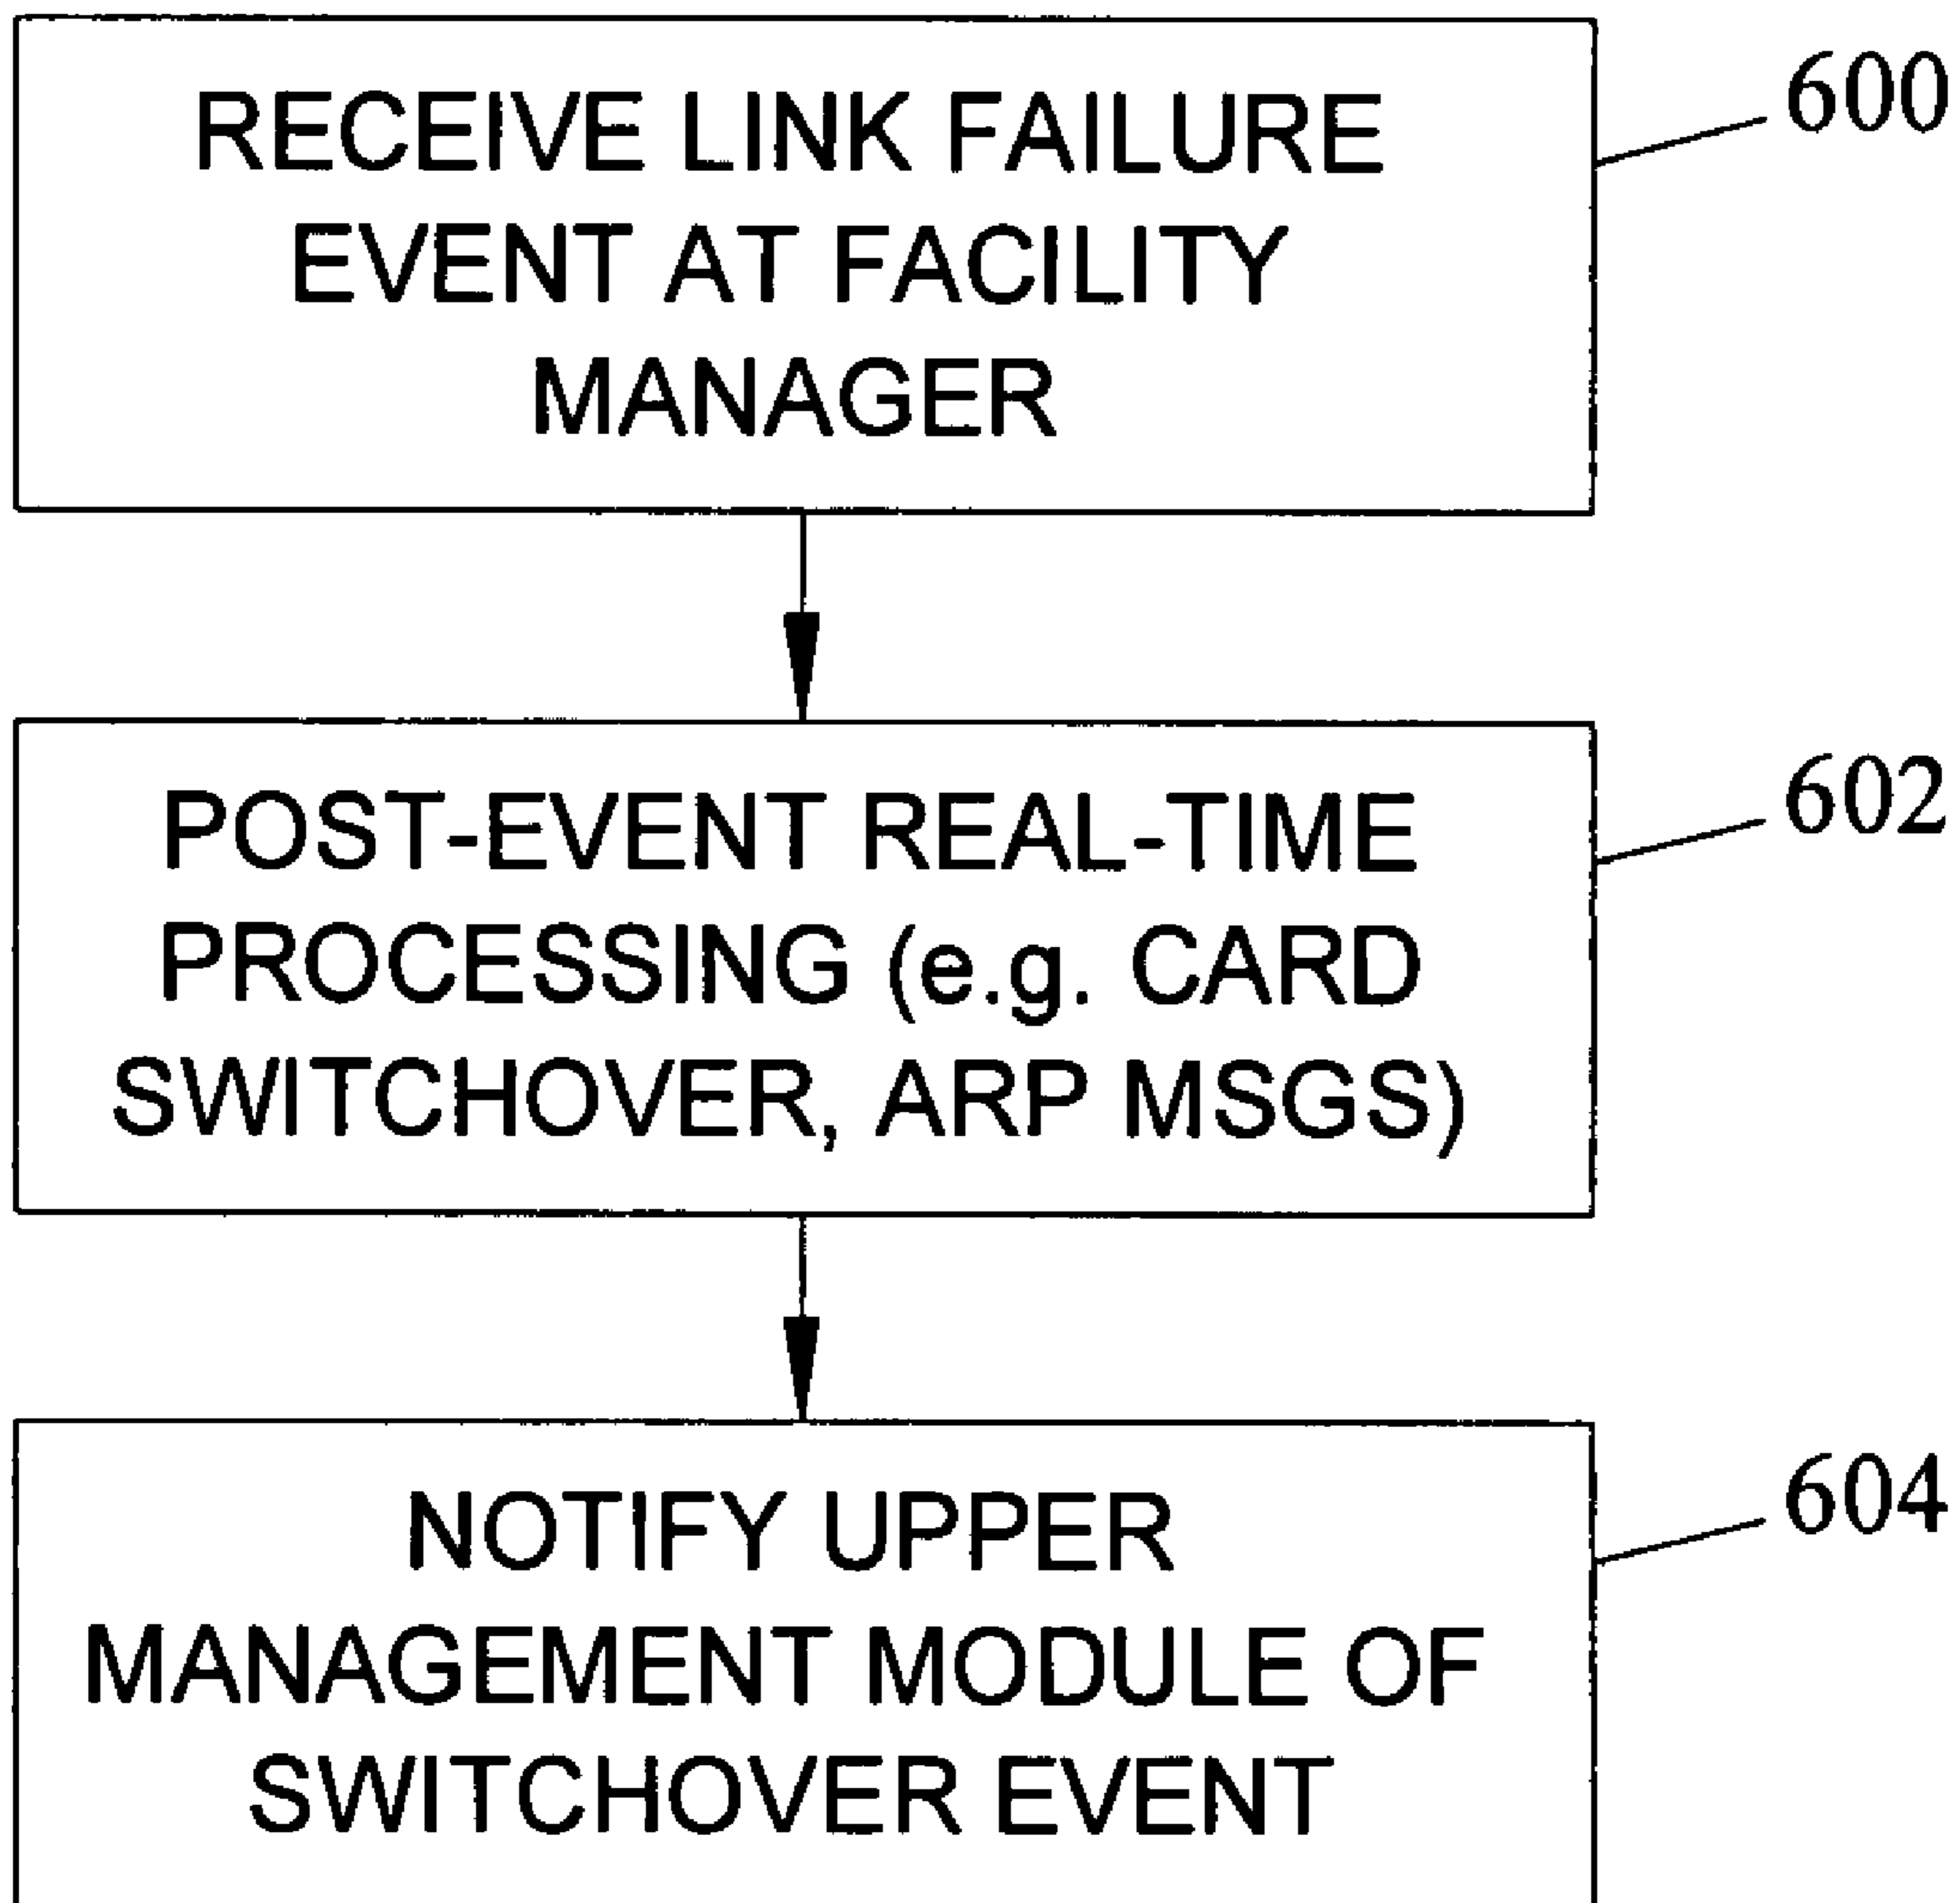 RECEIVE LINK FAILURE
EVENT AT FACILITY
MANAGER
600
POST-EVENT REAL-TIME
PROCESSING (e.g. CARD
SWITCHOVER, ARP MSGS)
602
NOTIFY UPPER
MANAGEMENT MODULE OF
SWITCHOVER EVENT
604